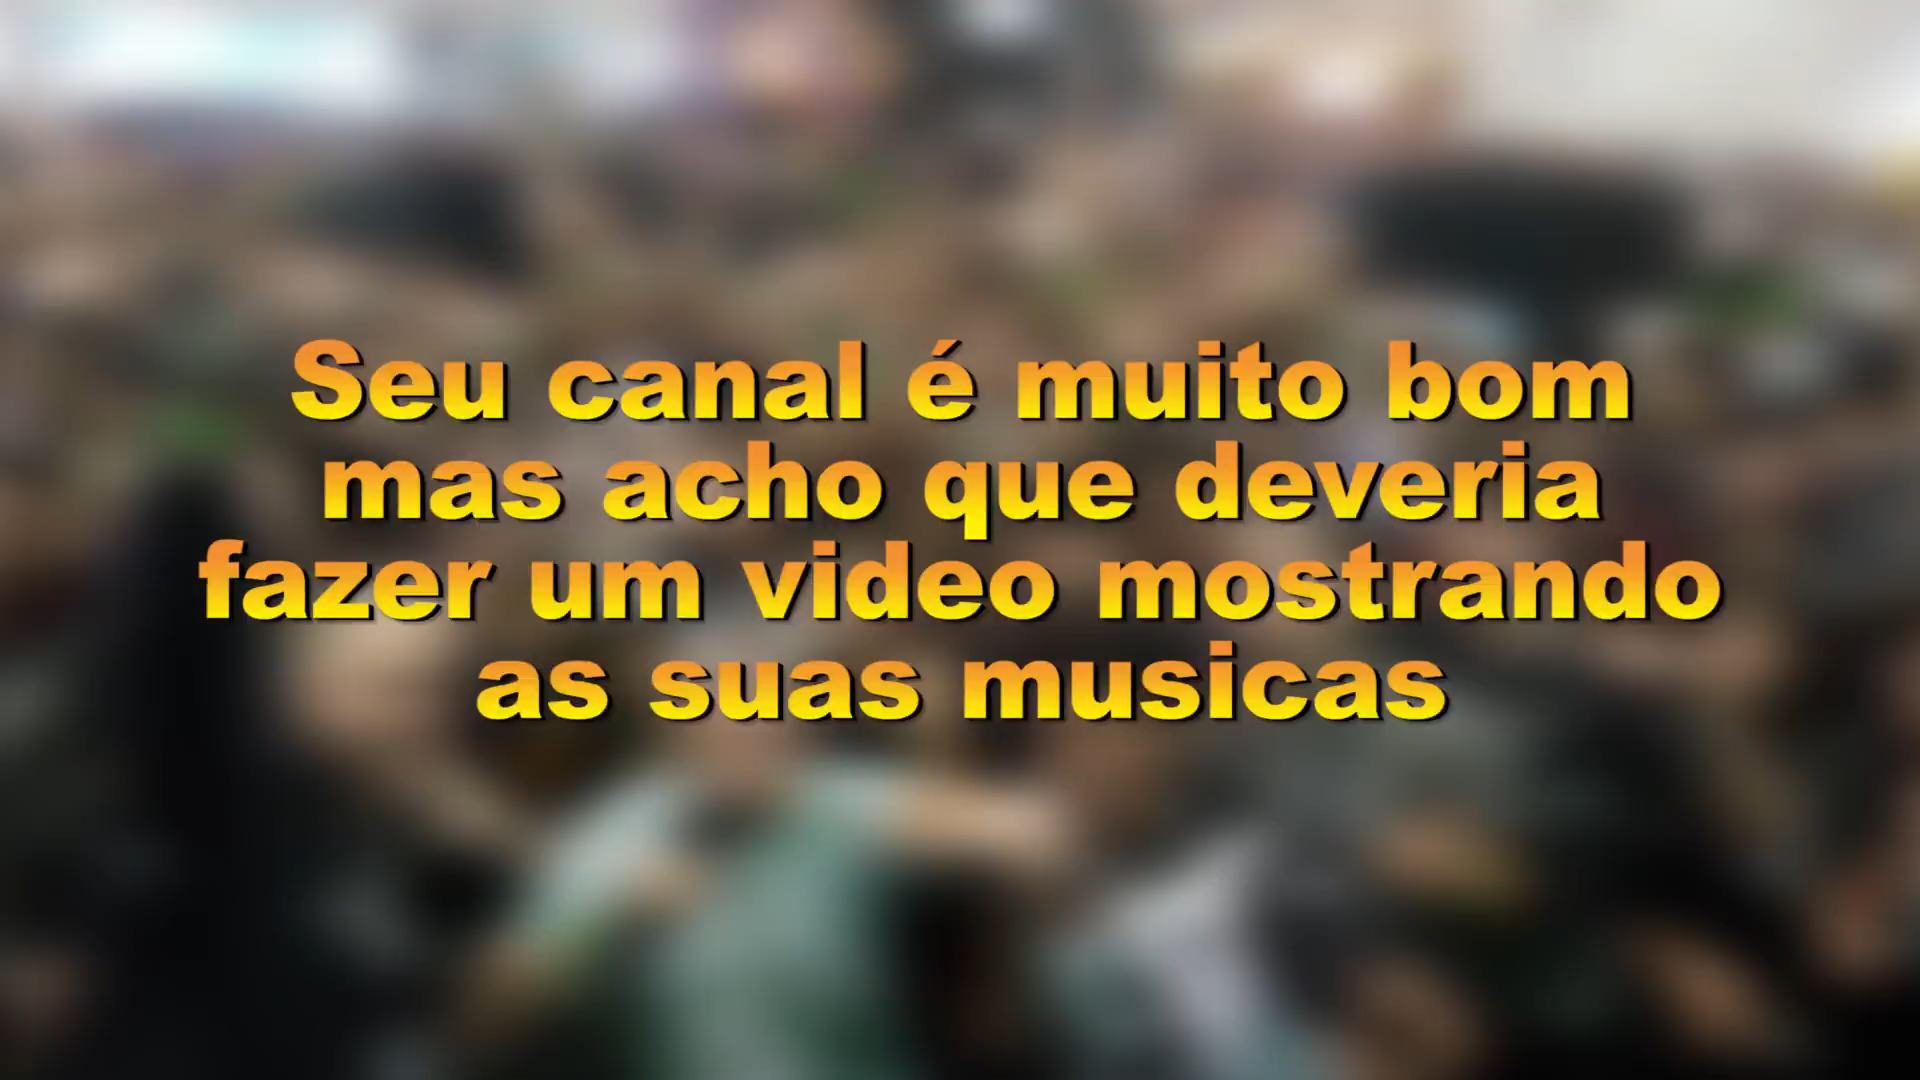 Seu canal é muito bom
mas acho que deveria
fazer um video mostrando
as suas musicas